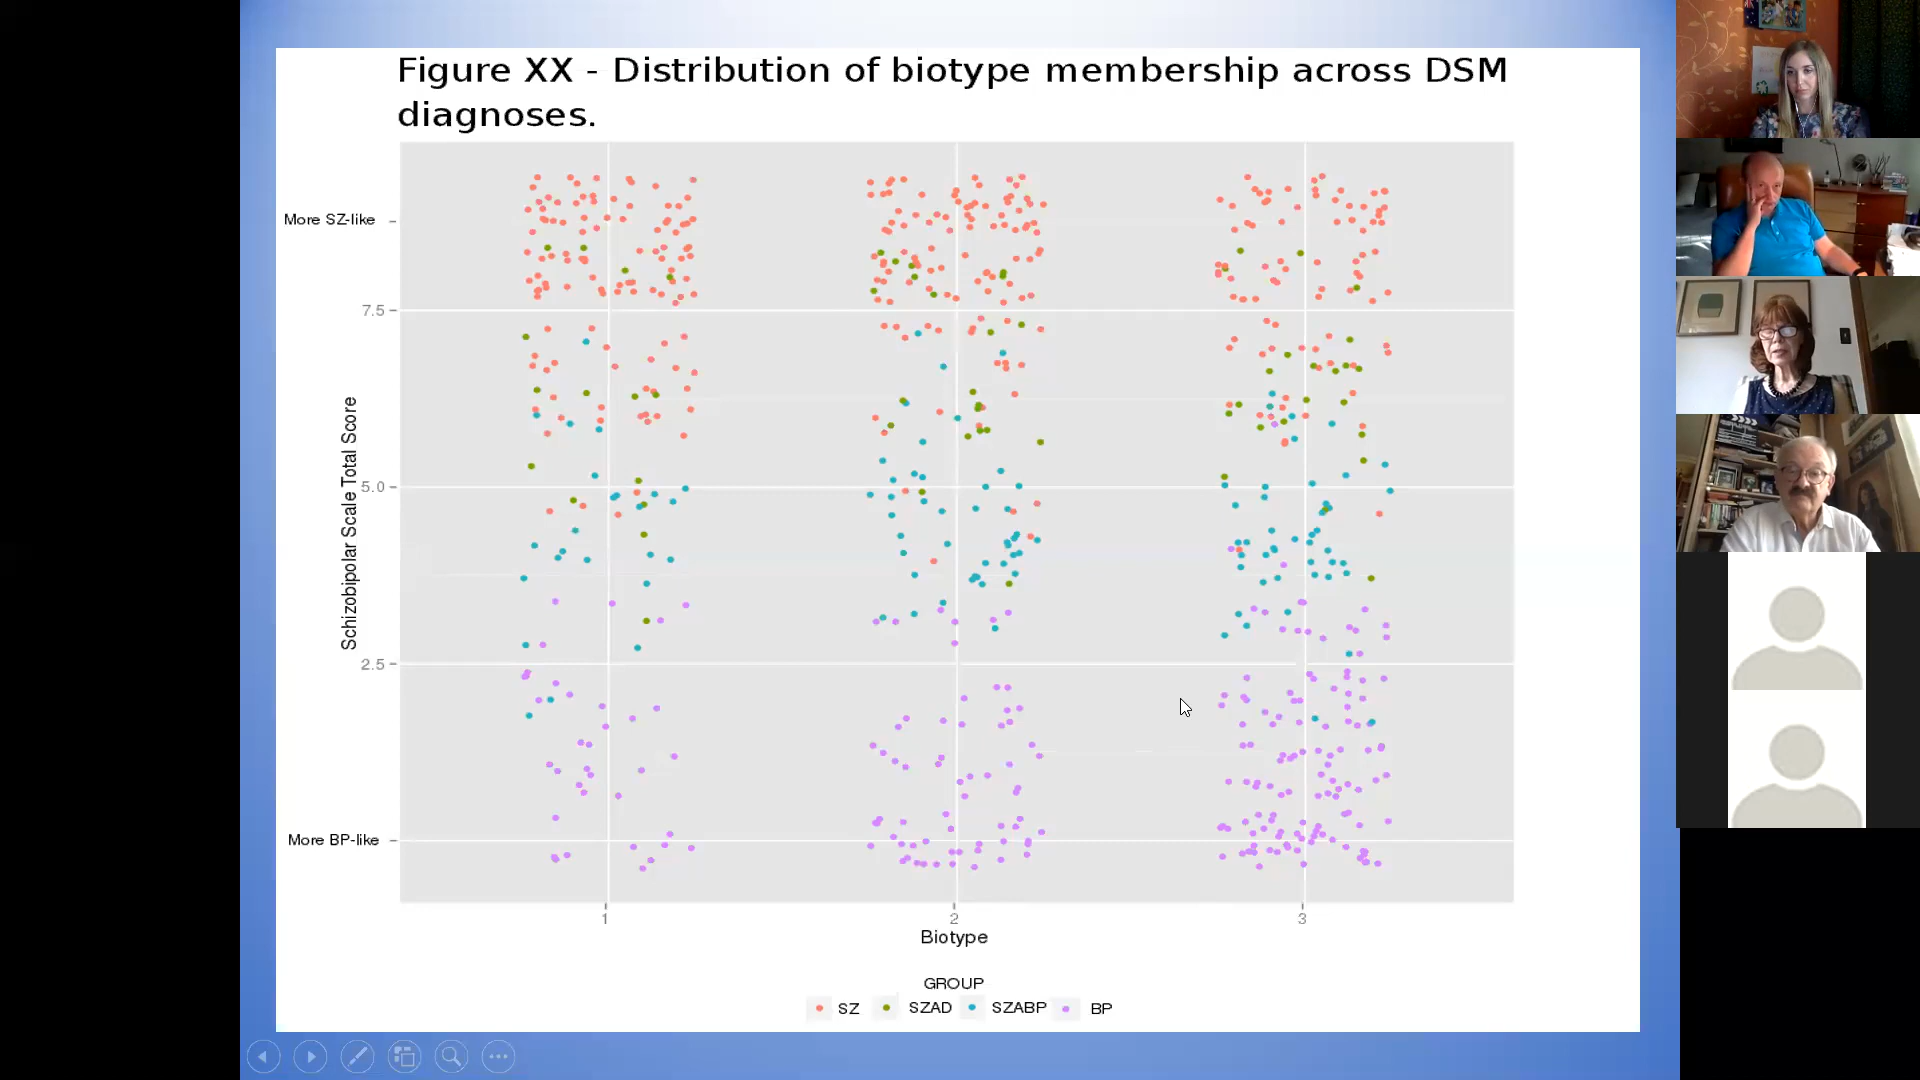 Figure XX - Distribution of biotype membership across DSM
diagnoses.
More SZ-like
7.5
5.0
2.5
More BP-like
Schizobipolar Scale Total Score
1
2
3
Biotype
GROUP
SZ
SZAD
SZABP
BP